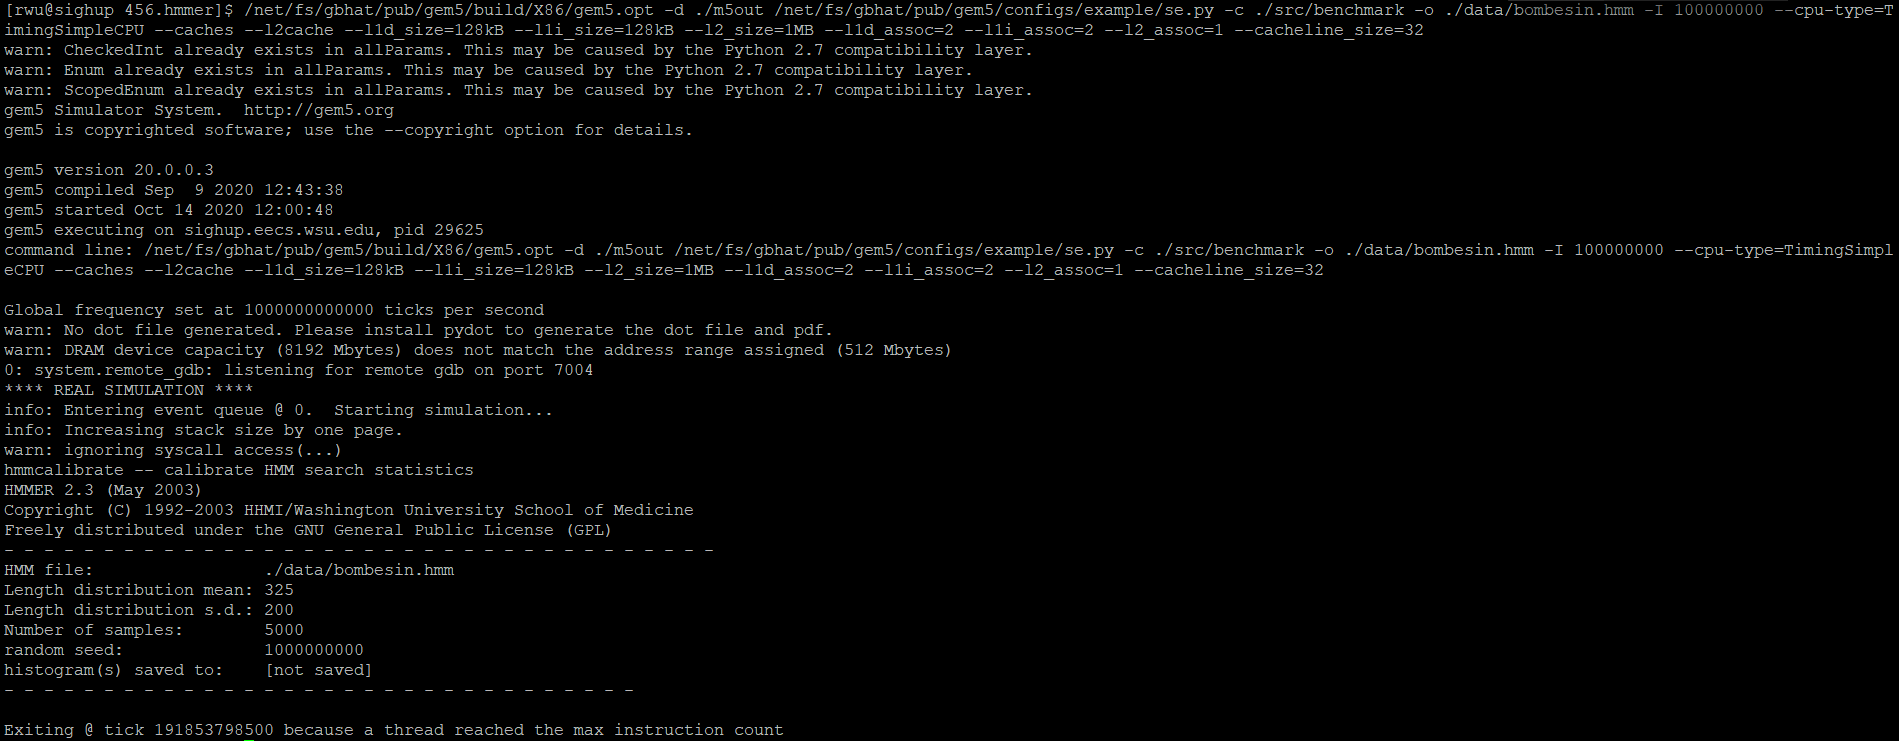 [rwu@sighup 456.hmmer]$ /net/fs/gbhat/pub/gem5/build/X86/gem5.opt -d ./m5out /net/fs/gbhat/pub/gem5/configs/example/se.py -c ./src/benchmark -o ./data/bombesin.hmm -I 100000000 --cpu-type=T
imingSimpleCPU --caches --l2cache --l1d_size=128kB --l1i_size=128kB --l2_size=1MB --l1d_assoc=2 --l1i_assoc=2 --l2_assoc=1 --cacheline_size=32
warn: CheckedInt already exists in allParams. This may be caused by the Python 2.7 compatibility layer.
warn: Enum already exists in allParams. This may be caused by the Python 2.7 compatibility layer.
warn: ScopedEnum already exists in allParams. This may be caused by the Python 2.7 compatibility layer.
gem5 Simulator System.  http://gem5.org
gem5 is copyrighted software; use the --copyright option for details.
gem5 version 20.0.0.3
gem5 compiled Sep  9 2020 12:43:38
gem5 started Oct 14 2020 12:00:48
gem5 executing on sighup.eecs.wsu.edu, pid 29625
command line: /net/fs/gbhat/pub/gem5/build/X86/gem5.opt -d ./m5out /net/fs/gbhat/pub/gem5/configs/example/se.py -c ./src/benchmark -o ./data/bombesin.hmm -I 100000000 --cpu-type=TimingSimpl
eCPU --caches --l2cache --l1d_size=128kB --l1i_size=128kB --l2_size=1MB --l1d_assoc=2 --l1i_assoc=2 --l2_assoc=1 --cacheline_size=32
Global frequency set at 1000000000000 ticks per second
warn: No dot file generated. Please install pydot to generate the dot file and pdf.
warn: DRAM device capacity (8192 Mbytes) does not match the address range assigned (512 Mbytes)
0: system.remote_gdb: listening for remote gdb on port 7004
**** REAL SIMULATION ****
info: Entering event queue @ 0.  Starting simulation...
info: Increasing stack size by one page.
warn: ignoring syscall access(...)
hmmcalibrate -- calibrate HMM search statistics
HMMER 2.3 (May 2003)
Copyright (C) 1992-2003 HHMI/Washington University School of Medicine
Freely distributed under the GNU General Public License (GPL)
- - - - - - - - - - - - - - - - - - - - - - - - - - - - - - - - - - - -
HMM file:                 ./data/bombesin.hmm
Length distribution mean: 325
Length distribution s.d.: 200
Number of samples:        5000
random seed:              1000000000
histogram(s) saved to:    [not saved]
- - - - - - - - - - - - - - - - - - - - - - - - - - - - - - - -
Exiting @ tick 191853798500 because a thread reached the max instruction count